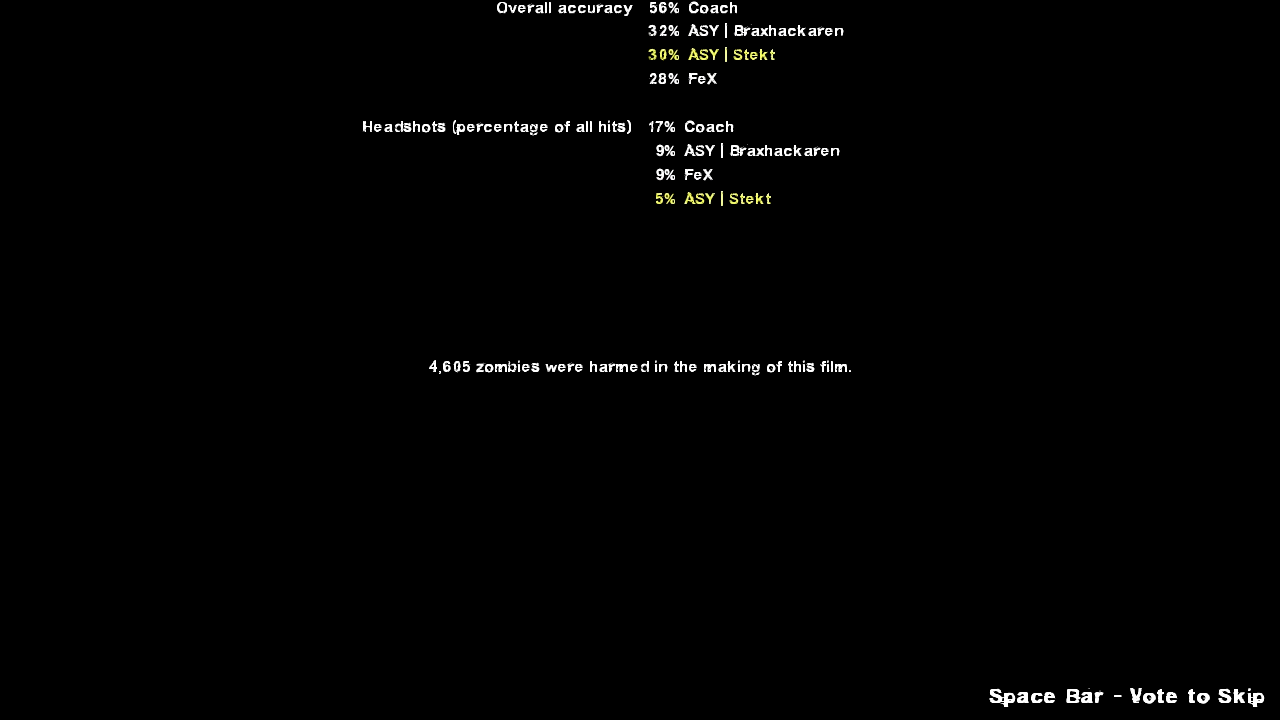 Overall accuracy 56% Coach
32% ASY | Braxhackaren
30% ASY | Stekt
28% FeX
Headshots (percentage of all hits) 17% Coach
9% ASY | Braxhackaren
9% FeX
5% ASY | Stekt
4,605 zombies were harmed in the making of this film.
Space Bar - Vote to Skip